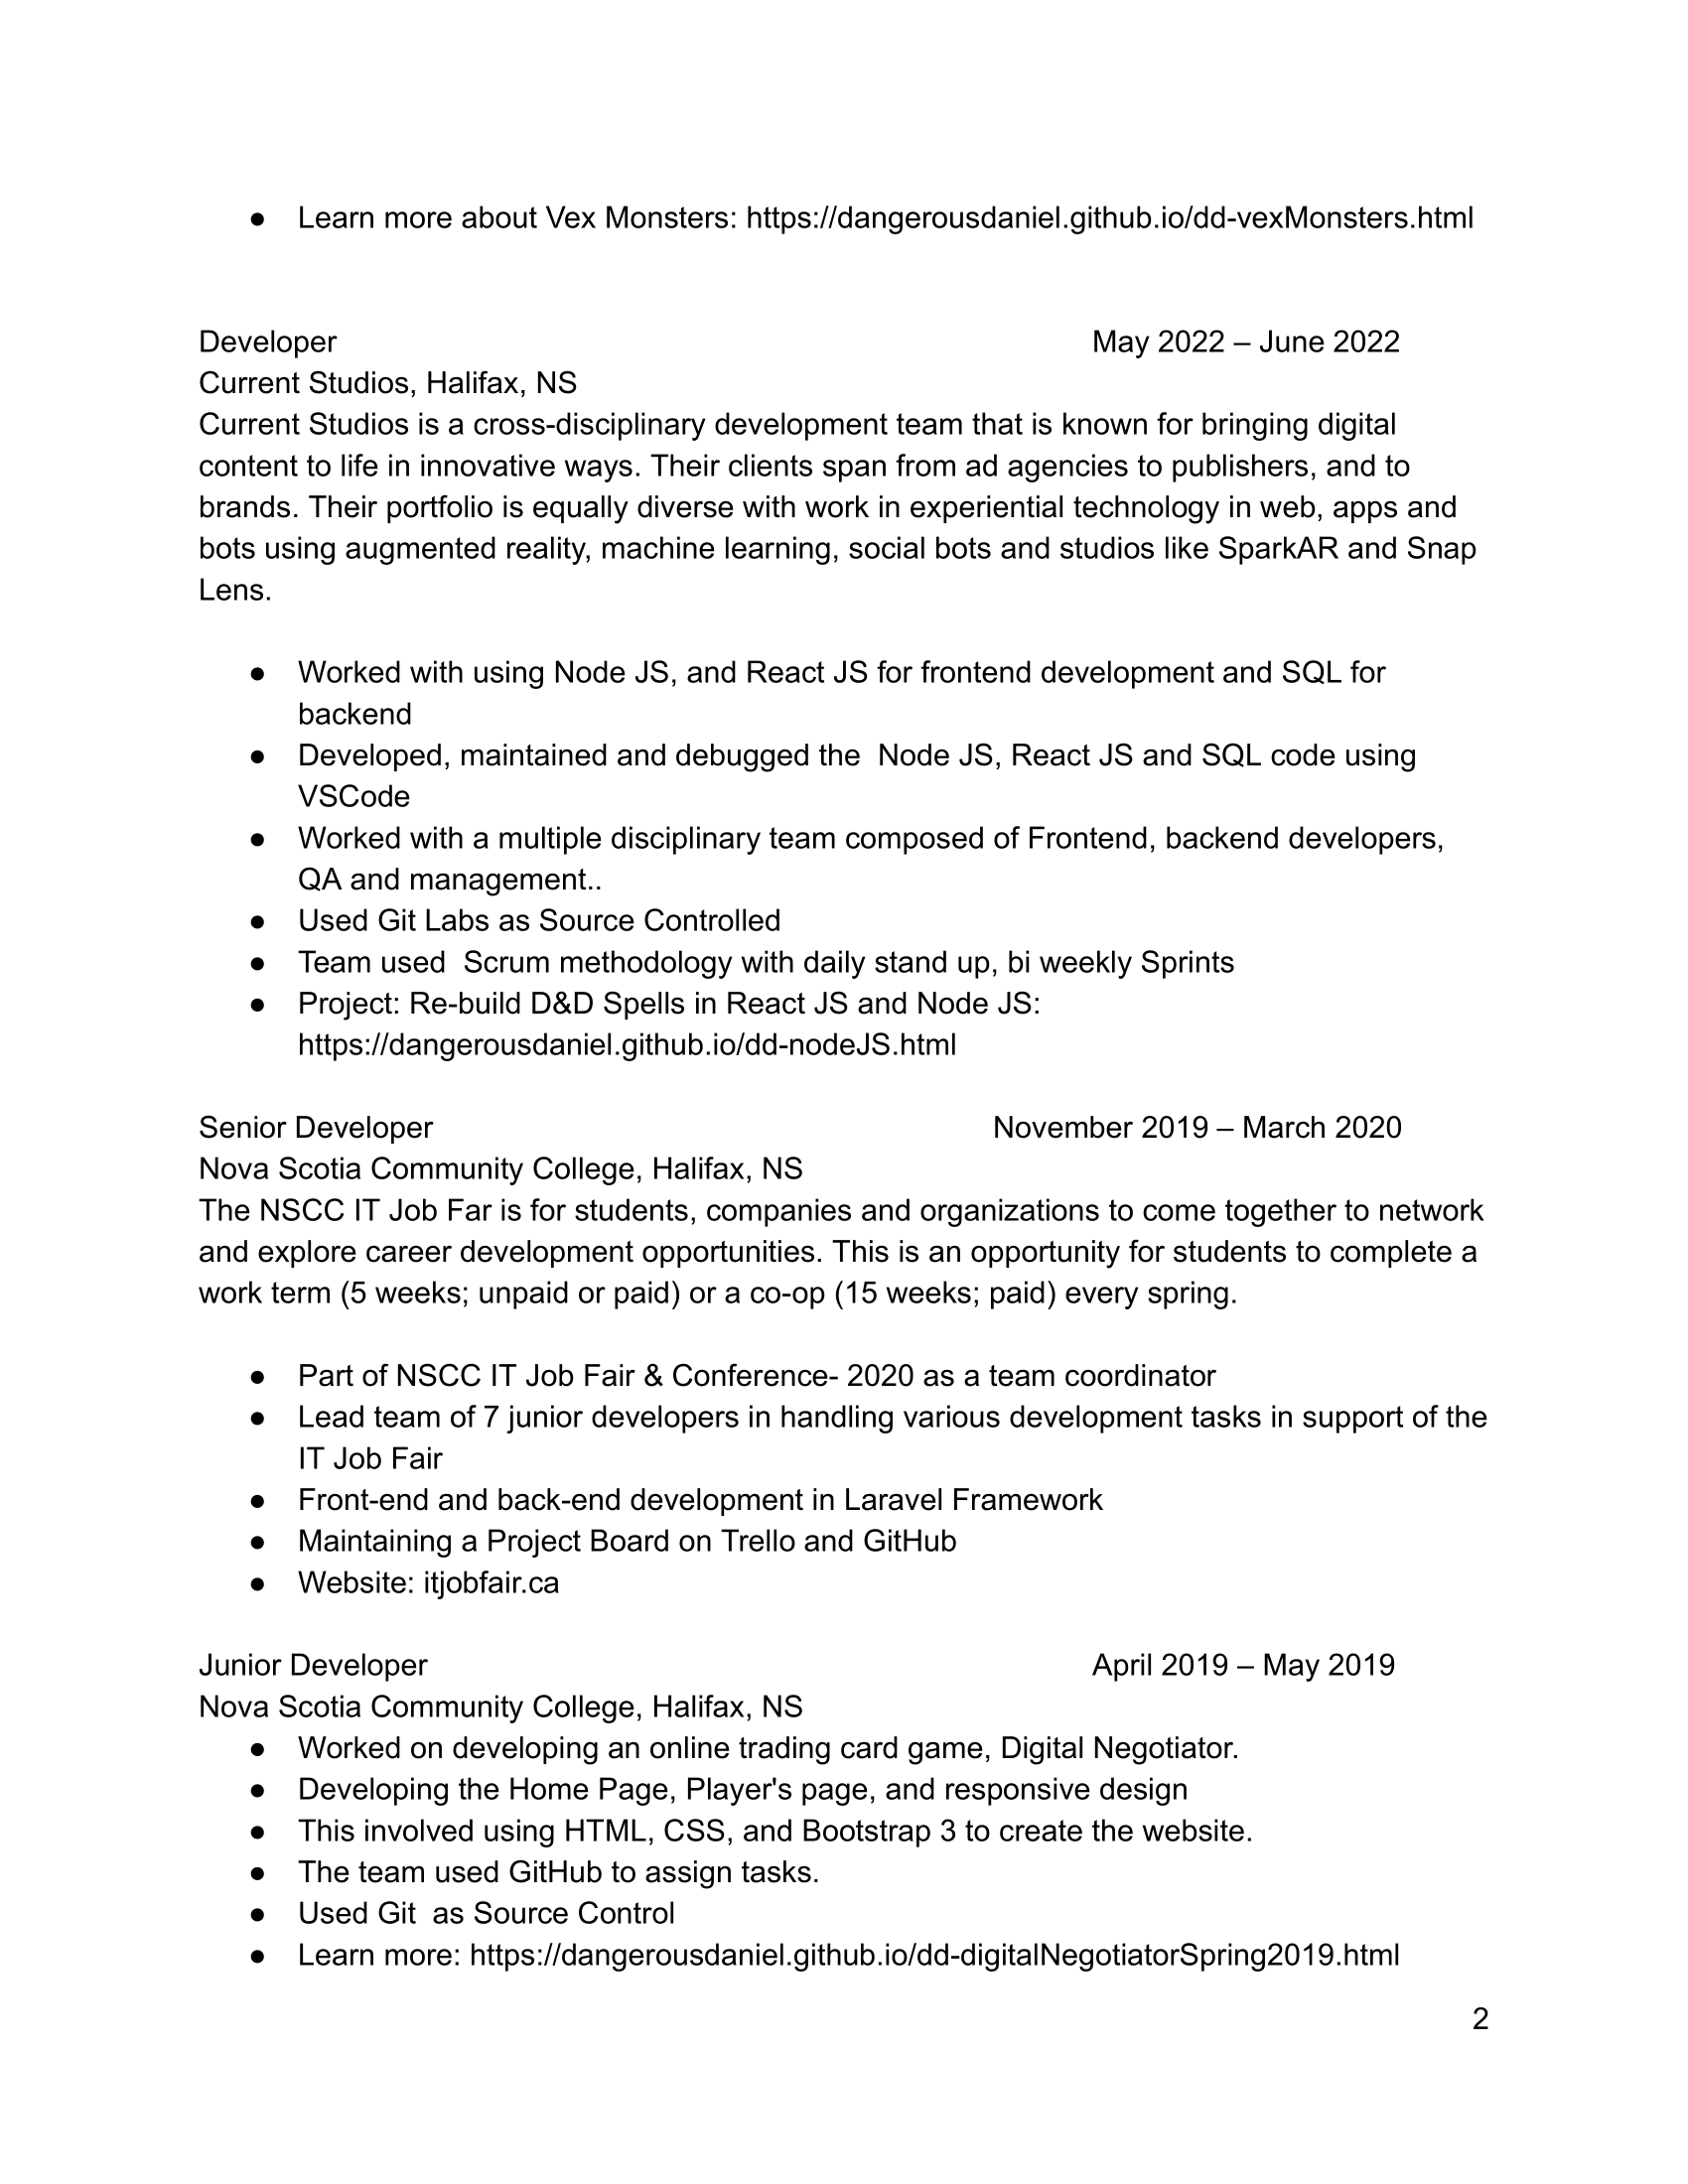 ● Learn more about Vex Monsters: https://dangerousdaniel.github.io/dd-vexMonsters.html
Developer May 2022 – June 2022
Current Studios, Halifax, NS
Current Studios is a cross-disciplinary development team that is known for bringing digital
content to life in innovative ways. Their clients span from ad agencies to publishers, and to
brands. Their portfolio is equally diverse with work in experiential technology in web, apps and
bots using augmented reality, machine learning, social bots and studios like SparkAR and Snap
Lens.
● Worked with using Node JS, and React JS for frontend development and SQL for
backend
● Developed, maintained and debugged the  Node JS, React JS and SQL code using
VSCode
● Worked with a multiple disciplinary team composed of Frontend, backend developers,
QA and management..
● Used Git Labs as Source Controlled
● Team used  Scrum methodology with daily stand up, bi weekly Sprints
● Project: Re-build D&D Spells in React JS and Node JS:
https://dangerousdaniel.github.io/dd-nodeJS.html
Senior Developer November 2019 – March 2020
Nova Scotia Community College, Halifax, NS
The NSCC IT Job Far is for students, companies and organizations to come together to network
and explore career development opportunities. This is an opportunity for students to complete a
work term (5 weeks; unpaid or paid) or a co-op (15 weeks; paid) every spring.
● Part of NSCC IT Job Fair & Conference- 2020 as a team coordinator
● Lead team of 7 junior developers in handling various development tasks in support of the
IT Job Fair
● Front-end and back-end development in Laravel Framework
● Maintaining a Project Board on Trello and GitHub
● Website: itjobfair.ca
Junior Developer April 2019 – May 2019
Nova Scotia Community College, Halifax, NS
● Worked on developing an online trading card game, Digital Negotiator.
● Developing the Home Page, Player's page, and responsive design
● This involved using HTML, CSS, and Bootstrap 3 to create the website.
● The team used GitHub to assign tasks.
● Used Git  as Source Control
● Learn more: https://dangerousdaniel.github.io/dd-digitalNegotiatorSpring2019.html
2